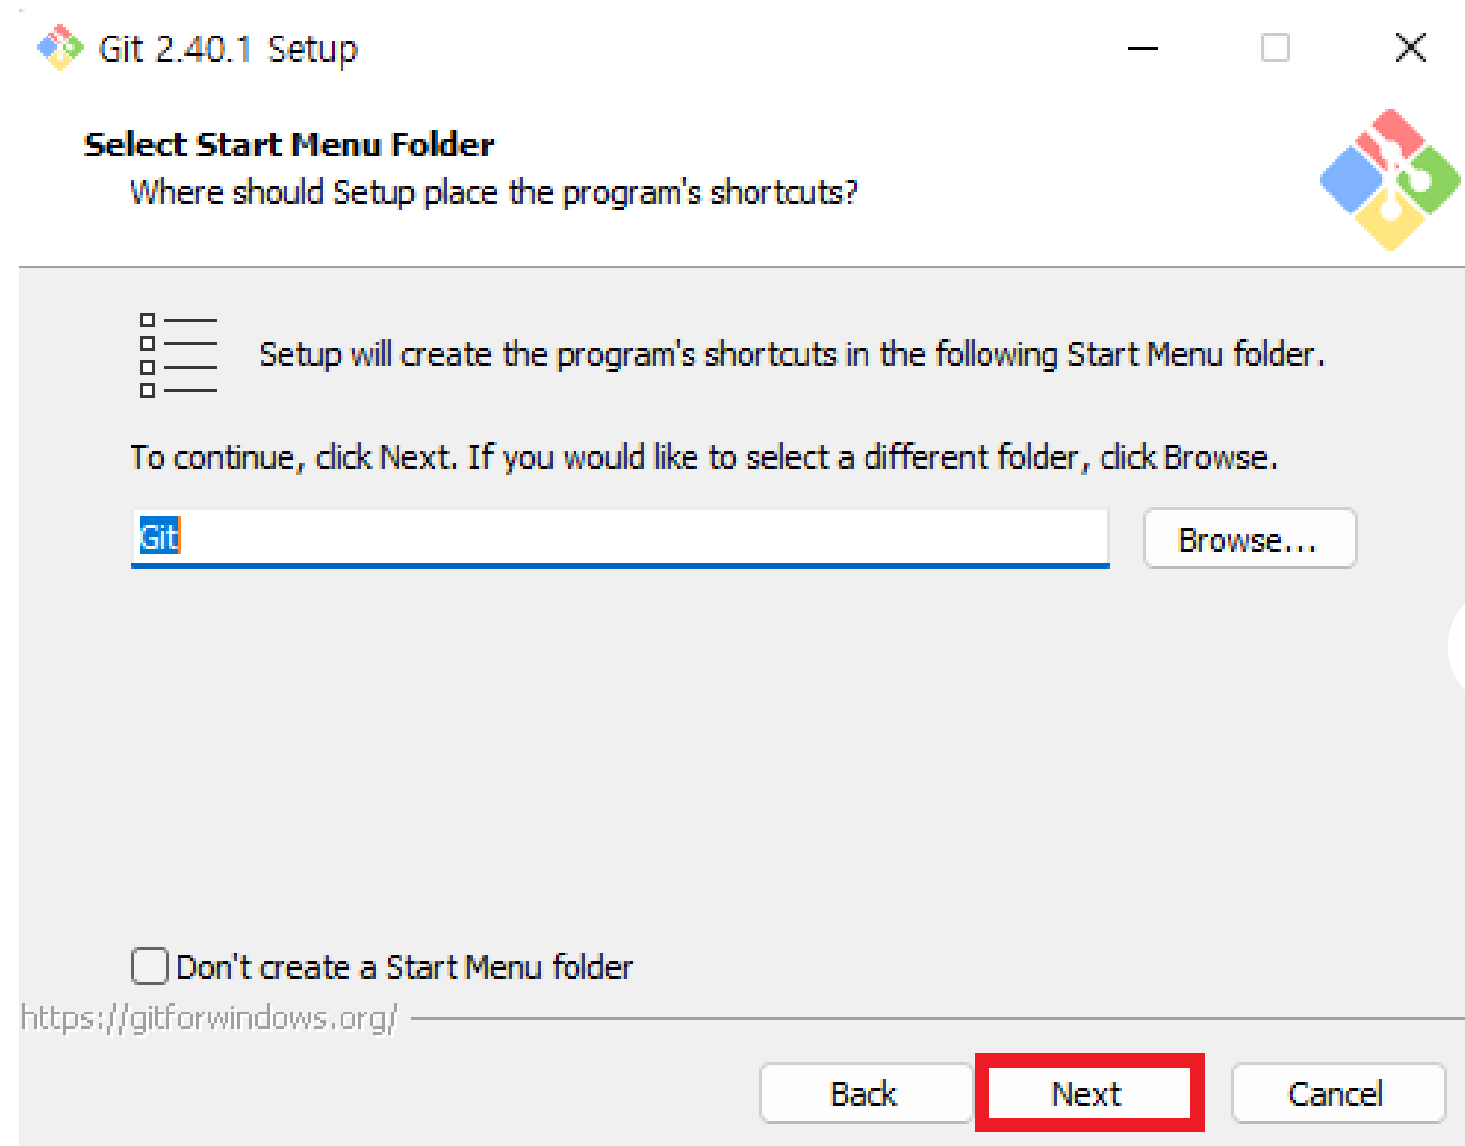 Git 2.40.1 Setup
Select Start Menu Folder
Where should Setup place the program's shortcuts?
Setup will create the program's shortcuts in the following Start Menu folder.
To continue, click Next. If you would like to select a different folder, click Browse.
Git
Browse...
Don't create a Start Menu folder
https://gitforwindows.org/
Back
Next
Cancel